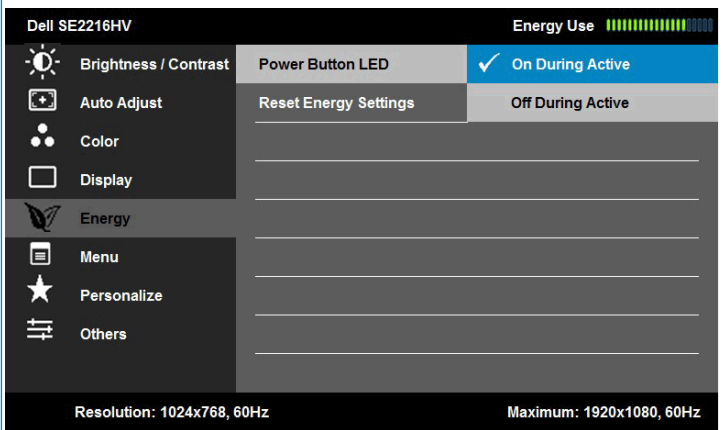 Dell SE2216HV Energy Use
Brightness / Contrast Power Button LED On During Active
Auto Adjust Reset Energy Settings Off During Active
Color
Display
Energy
Menu
Personalize
Others
Resolution: 1024x768, 60Hz Maximum: 1920x1080, 60Hz